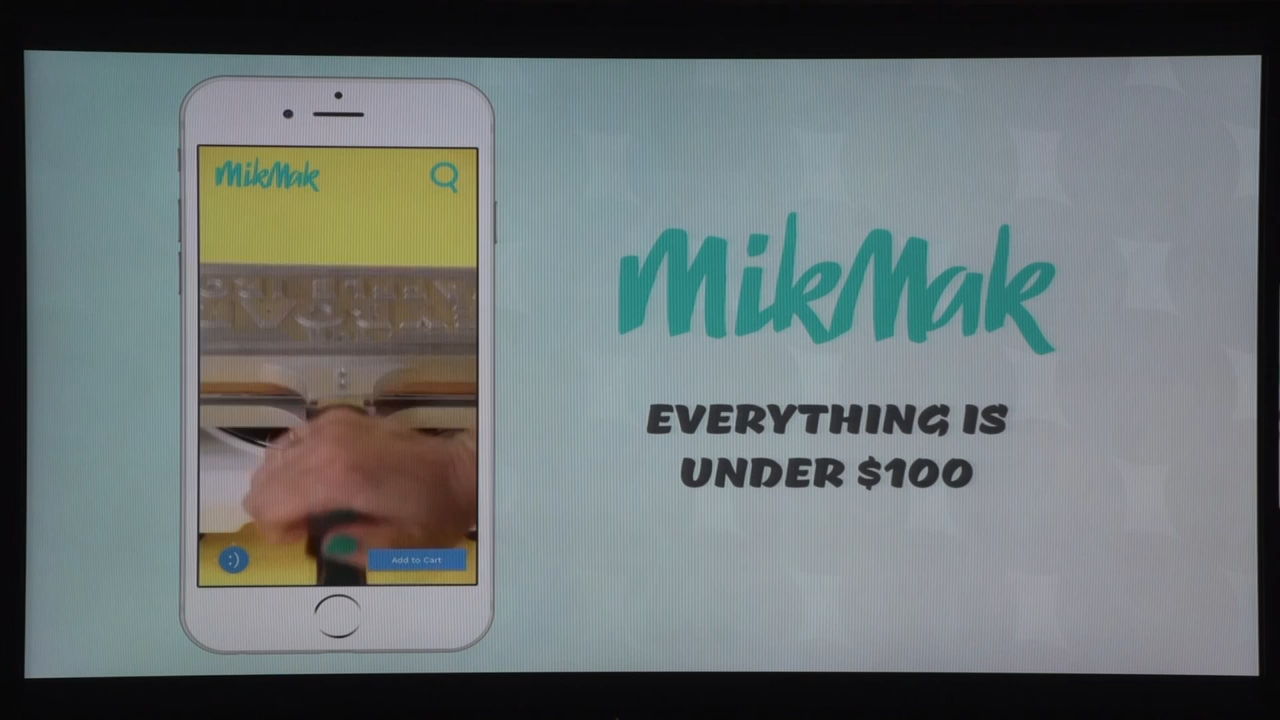 MikMak
:)
Add to Cart
MikMak
EVERYTHING IS
UNDER $100